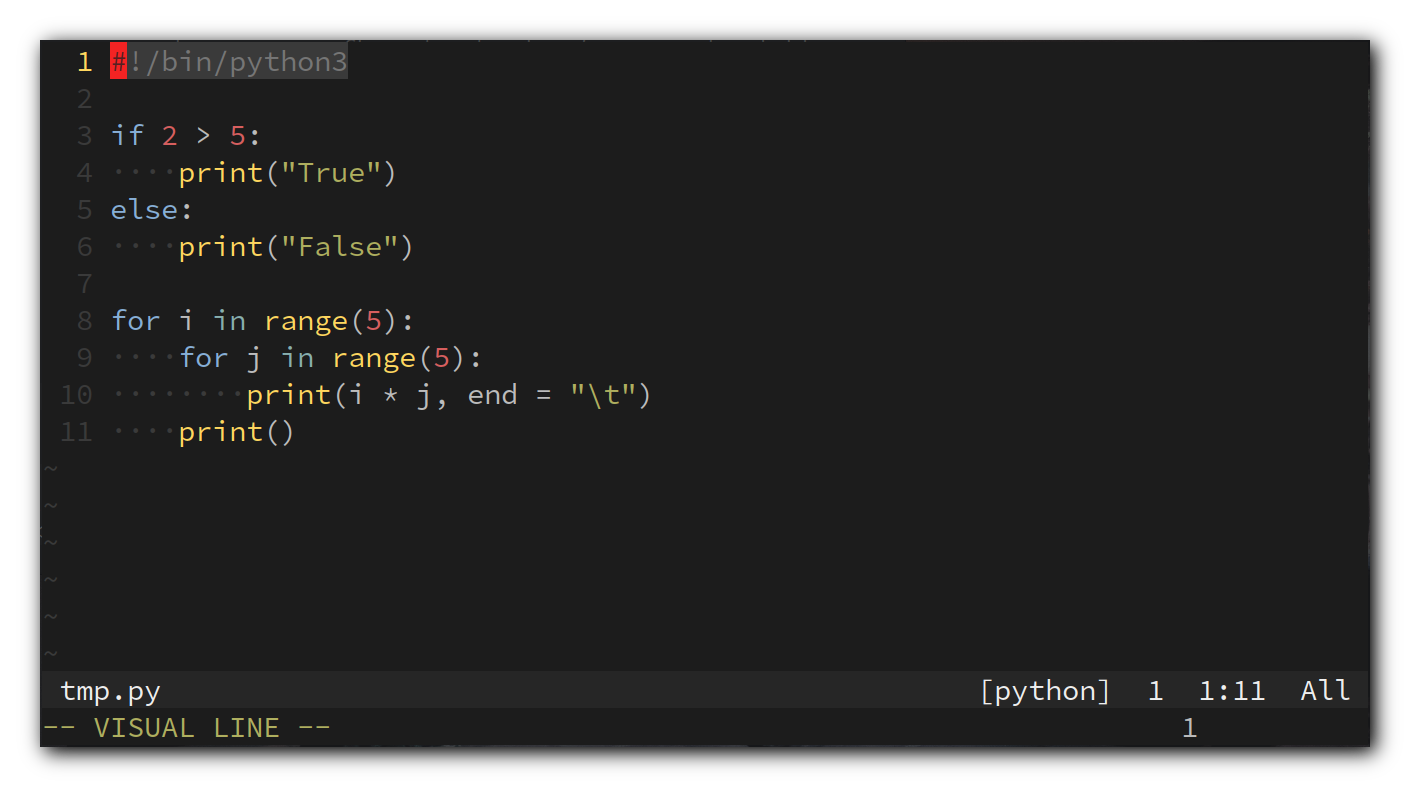 1 #!/bin/python3
2
3 if 2 > 5:
4 ····print("True")
5 else:
6 ····print("False")
7
8 for i in range(5):
9 ····for j in range(5):
10 ········print(i * j, end = "\t")
11 ····print()
~
~
~
~
~
~
tmp.py [python] 1 1:11 All
-- VISUAL LINE -- 1